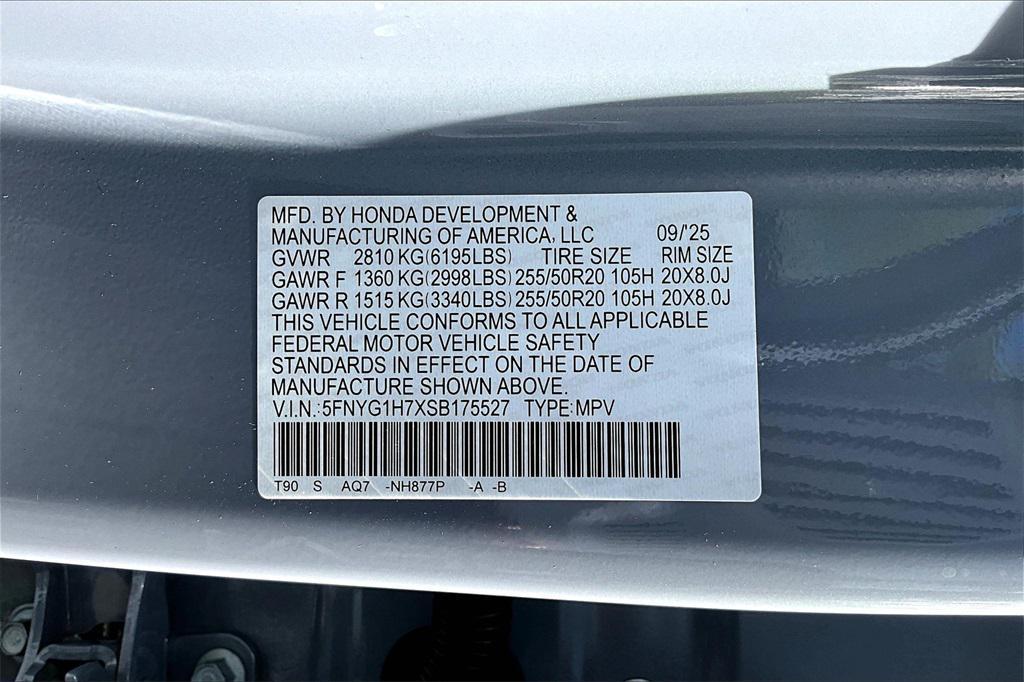 MFD. BY HONDA DEVELOPMENT &
MANUFACTURING OF AMERICA, LLC 09/'25
GVWR 2810 KG(6195LBS) TIRE SIZE RIM SIZE
GAWR F 1360 KG(2998LBS) 255/50R20 105H 20X8.0J
GAWR R 1515 KG(3340LBS) 255/50R20 105H 20X8.0J
THIS VEHICLE CONFORMS TO ALL APPLICABLE
FEDERAL MOTOR VEHICLE SAFETY
STANDARDS IN EFFECT ON THE DATE OF
MANUFACTURE SHOWN ABOVE.
V.I.N.:5FNYG1H7XSB175527 TYPE:MPV
T90 S AQ7 -NH877P -A -B